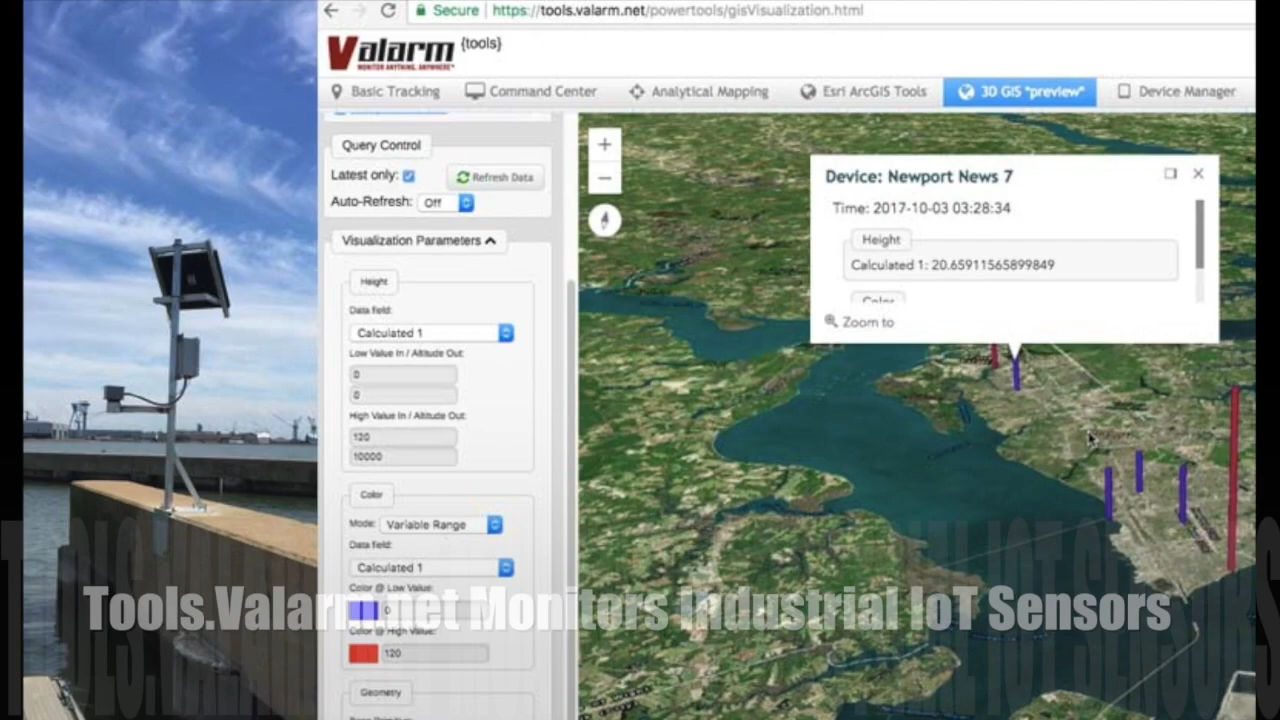 Secure https://tools.valarm.net/powertools/gisVisualization.html
Valarm {tools}
MONITOR ANYTHING, ANYWHERE
Basic Tracking Command Center Analytical Mapping Esri ArcGIS Tools 3D GIS *preview* Device Manager
Query Control
Latest only: Refresh Data
Auto-Refresh: Off
Visualization Parameters
Height
Data field:
Calculated 1
Low Value In / Altitude Out:
0
0
High Value In / Altitude Out:
120
10000
Color
Mode: Variable Range
Data field:
Calculated 1
Color @ Low Value:
0
Color @ High Value:
120
Geometry
Device: Newport News 7
Time: 2017-10-03 03:28:34
Height
Calculated 1: 20.65911565899849
Color
Zoom to
Tools.Valarm.net Monitors Industrial IoT Sensors